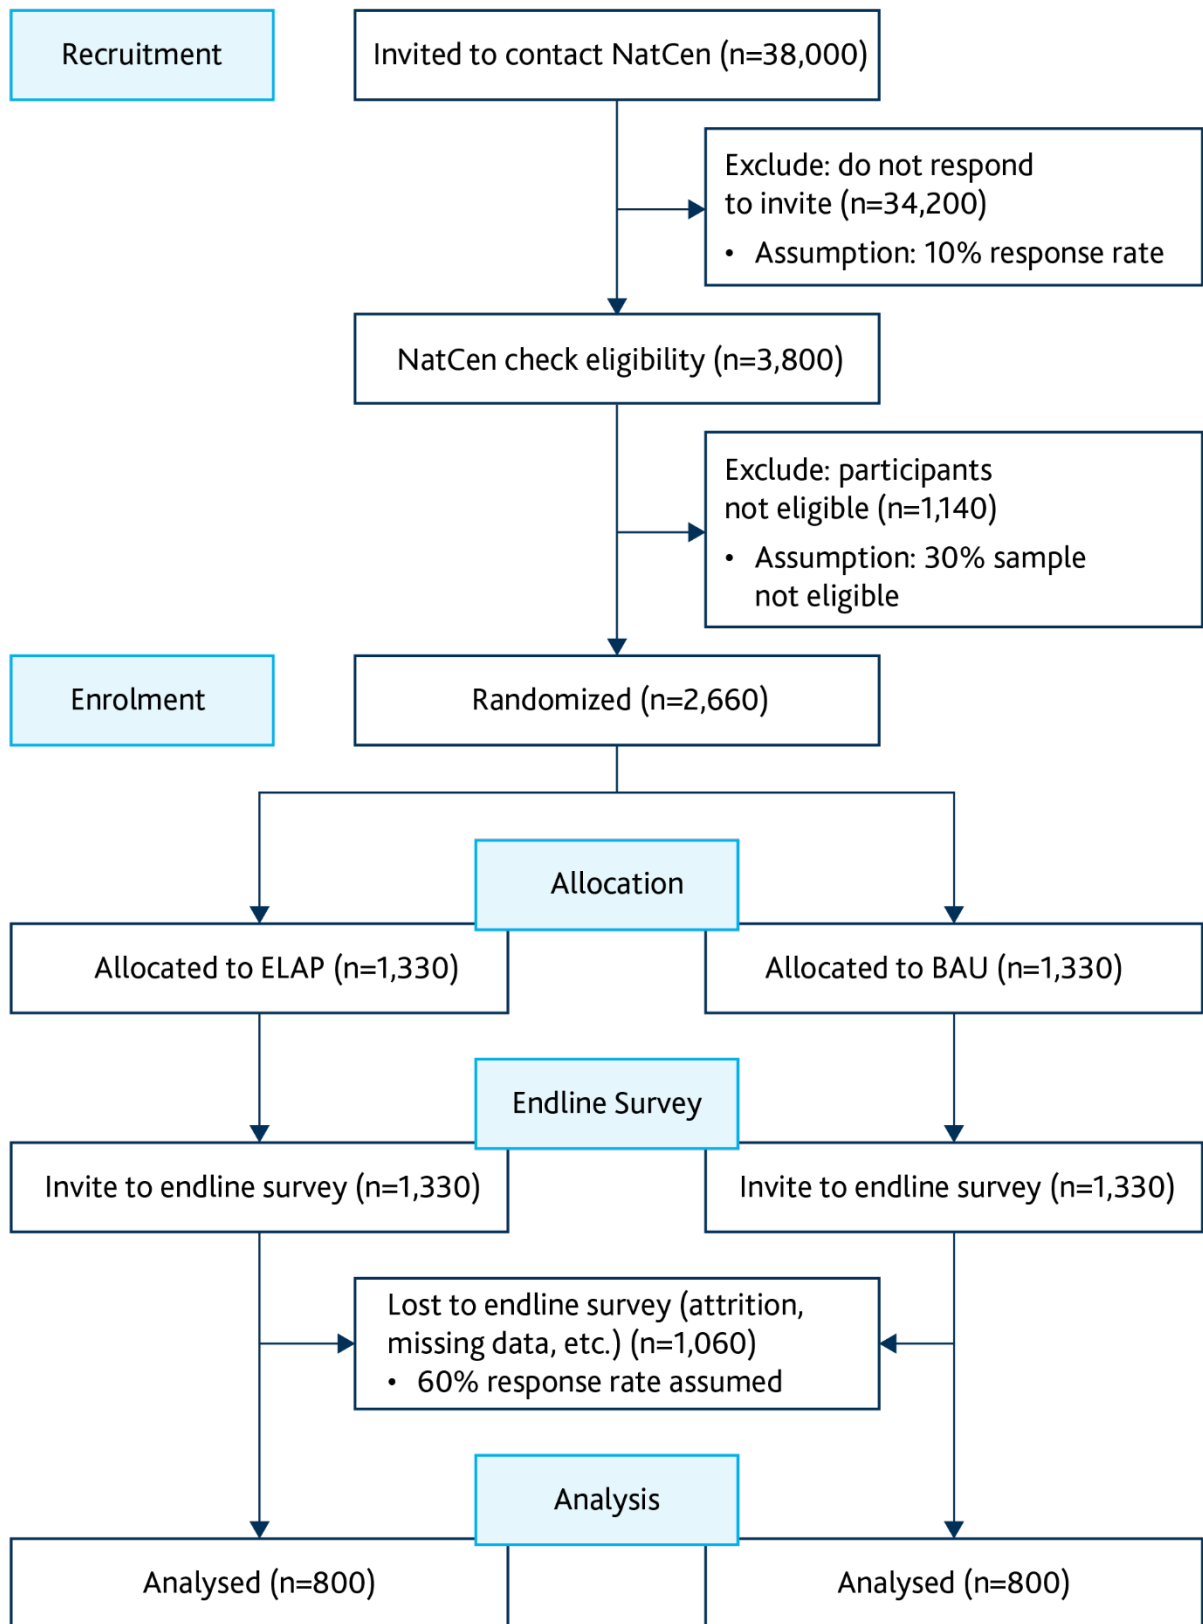 Recruitment
Invited to contact NatCen (n=38,000)
Exclude: do not respond
to invite (n=34,200)
• Assumption: 10% response rate
NatCen check eligibility (n=3,800)
Exclude: participants
not eligible (n=1,140)
• Assumption: 30% sample
not eligible
Enrolment
Randomized (n=2,660)
Allocation
Allocated to ELAP (n=1,330)
Allocated to BAU (n=1,330)
Endline Survey
Invite to endline survey (n=1,330)
Invite to endline survey (n=1,330)
Lost to endline survey (attrition,
missing data, etc.) (n=1,060)
• 60% response rate assumed
Analysis
Analysed (n=800)
Analysed (n=800)